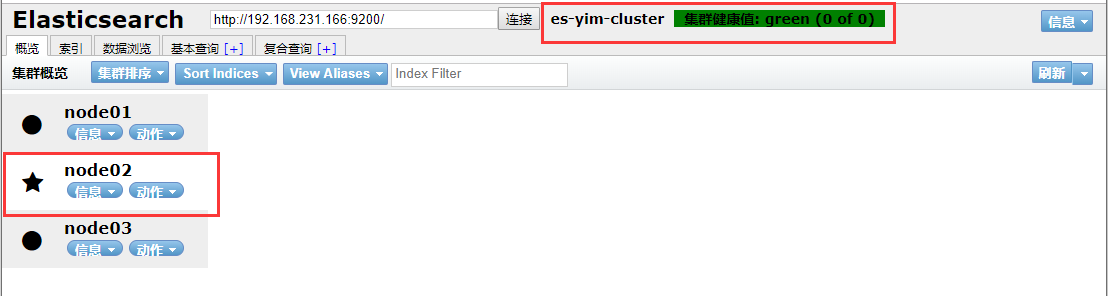 Elasticsearch http://192.168.231.166:9200/ 连接 es-yim-cluster 集群健康值: green (0 of 0) 信息
概览 索引 数据浏览 基本查询 [+] 复合查询 [+]
集群概览 集群排序 Sort Indices View Aliases Index Filter 刷新
node01
信息 动作
node02
信息 动作
node03
信息 动作